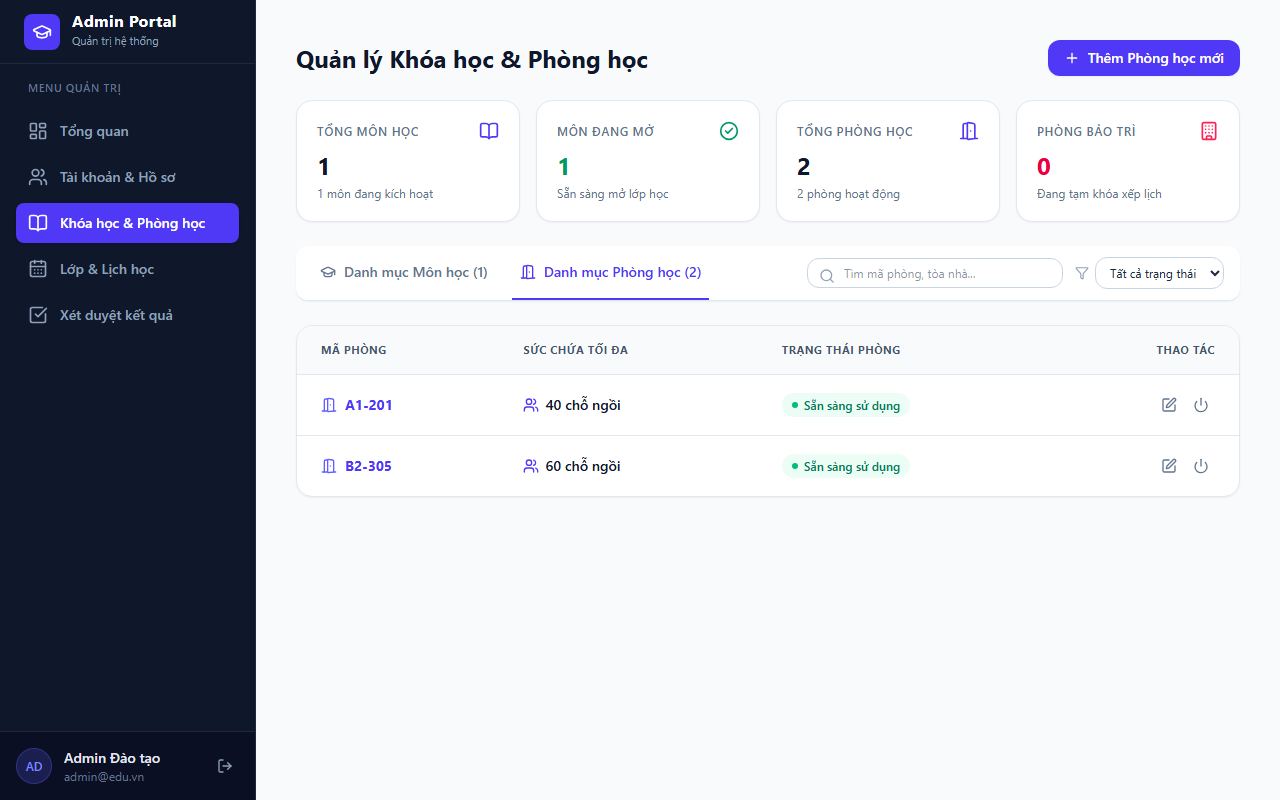 Admin Portal
Quản trị hệ thống
MENU QUẢN TRỊ
Tổng quan
Tài khoản & Hồ sơ
Khóa học & Phòng học
Lớp & Lịch học
Xét duyệt kết quả
AD
Admin Đào tạo
admin@edu.vn
Quản lý Khóa học & Phòng học
Thêm Phòng học mới
TỔNG MÔN HỌC
1
1 môn đang kích hoạt
MÔN ĐANG MỞ
1
Sẵn sàng mở lớp học
TỔNG PHÒNG HỌC
2
2 phòng hoạt động
PHÒNG BẢO TRÌ
0
Đang tạm khóa xếp lịch
Danh mục Môn học (1)
Danh mục Phòng học (2)
Tìm mã phòng, tòa nhà...
Tất cả trạng thái
MÃ PHÒNG SỨC CHỨA TỐI ĐA TRẠNG THÁI PHÒNG THAO TÁC
A1-201 40 chỗ ngồi Sẵn sàng sử dụng
B2-305 60 chỗ ngồi Sẵn sàng sử dụng